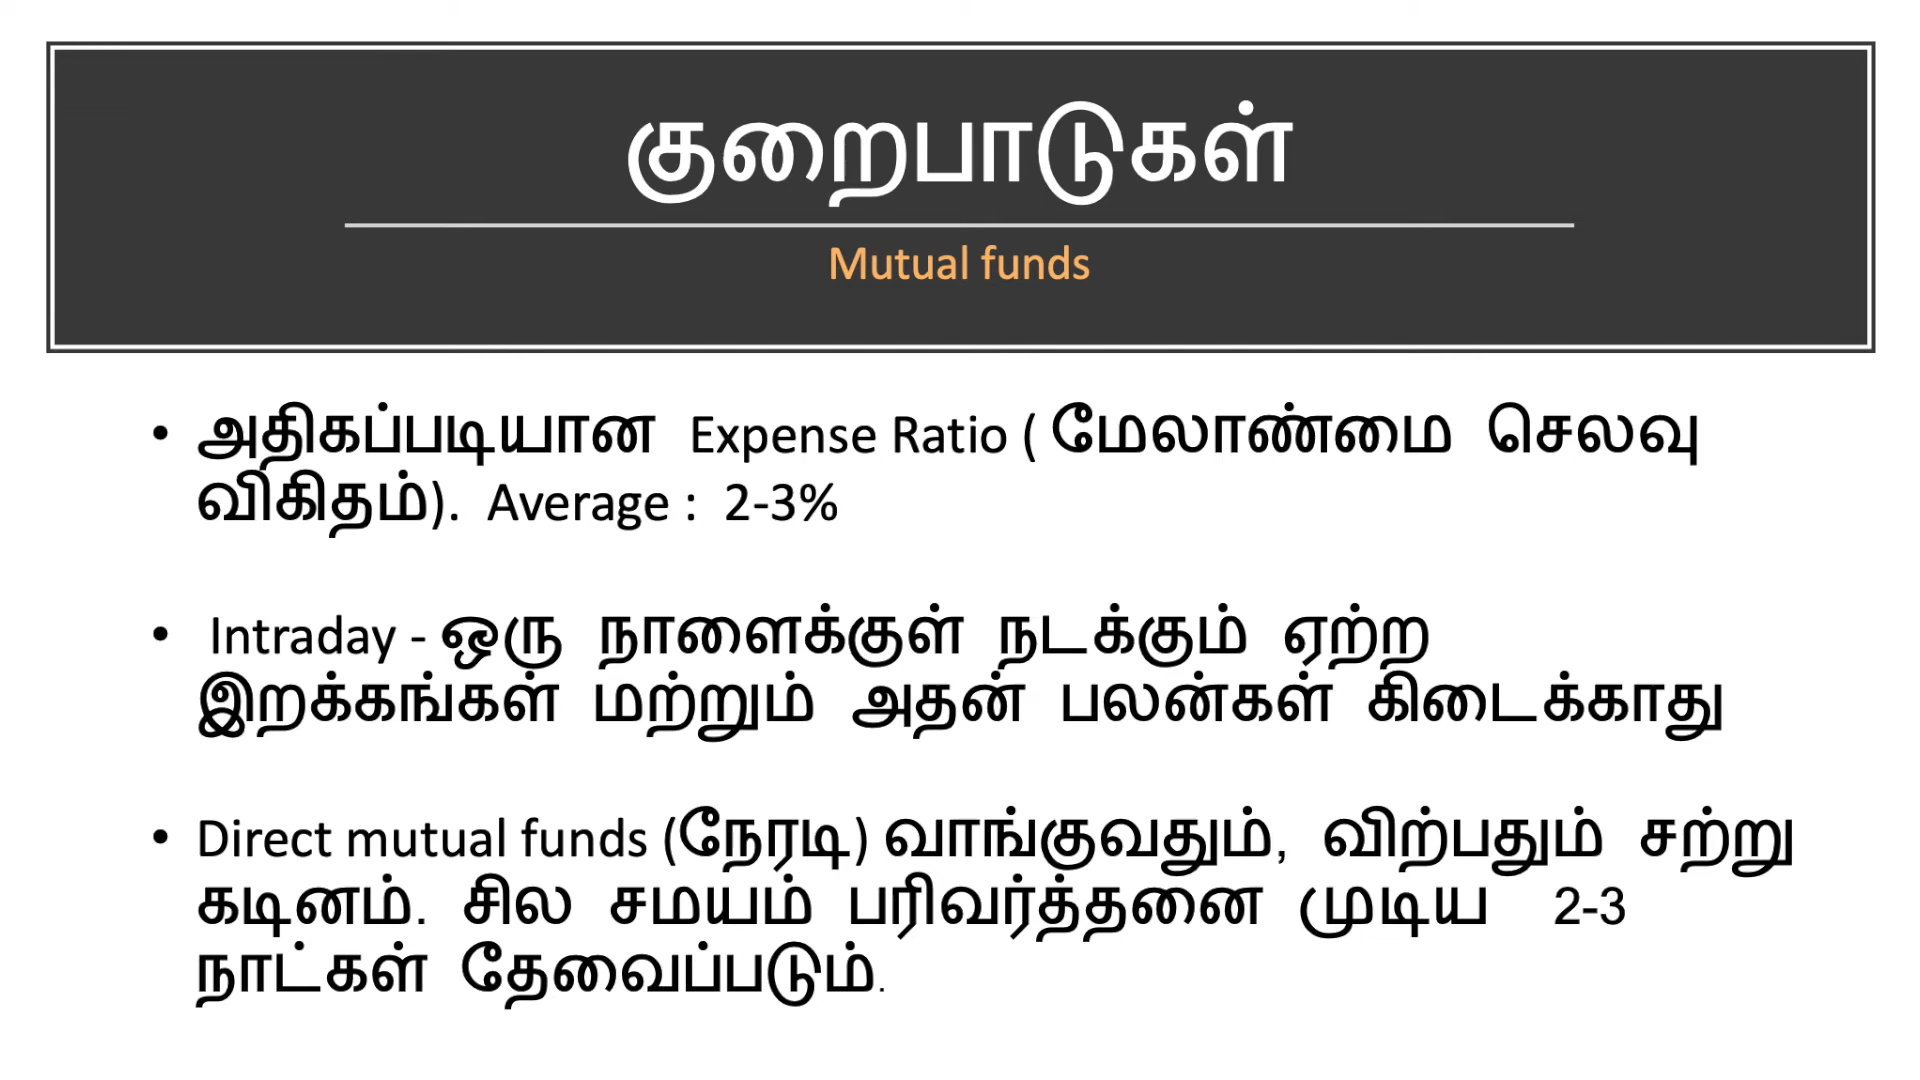 குறைபாடுகள்
Mutual funds
• அதிகப்படியான Expense Ratio ( மேலாண்மை செலவு
விகிதம்). Average : 2-3%
• Intraday - ஒரு நாளைக்குள் நடக்கும் ஏற்ற
இறக்கங்கள் மற்றும் அதன் பலன்கள் கிடைக்காது
• Direct mutual funds (நேரடி) வாங்குவதும், விற்பதும் சற்று
கடினம். சில சமயம் பரிவர்த்தனை முடிய 2-3
நாட்கள் தேவைப்படும்.